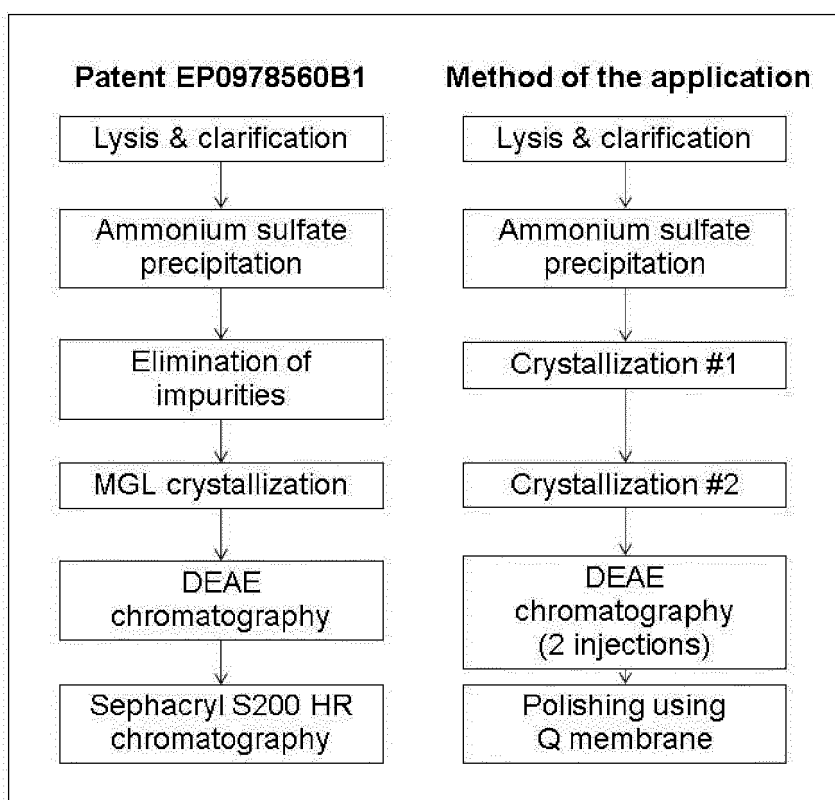 Patent EP0978560B1
Lysis & clarification
Ammonium sulfate
precipitation
Elimination of
impurities
MGL crystallization
DEAE
chromatography
Sephacryl S200 HR
chromatography
Method of the application
Lysis & clarification
Ammonium sulfate
precipitation
Crystallization #1
Crystallization #2
DEAE
chromatography
(2 injections)
Polishing using
Q membrane